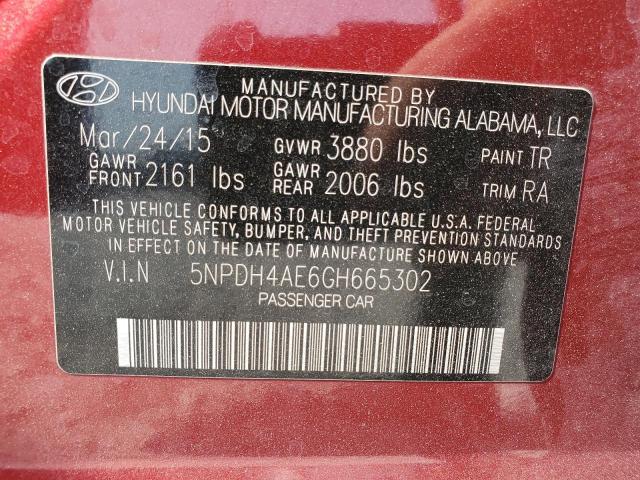 MANUFACTURED BY
HYUNDAI MOTOR MANUFACTURING ALABAMA, LLC
Mar/24/15 GVWR 3880 lbs PAINT TR
GAWR FRONT 2161 lbs GAWR REAR 2006 lbs TRIM RA
THIS VEHICLE CONFORMS TO ALL APPLICABLE U.S.A. FEDERAL
MOTOR VEHICLE SAFETY, BUMPER, AND THEFT PREVENTION STANDARDS
IN EFFECT ON THE DATE OF MANUFACTURE SHOWN ABOVE.
V.I.N 5NPDH4AE6GH665302
PASSENGER CAR